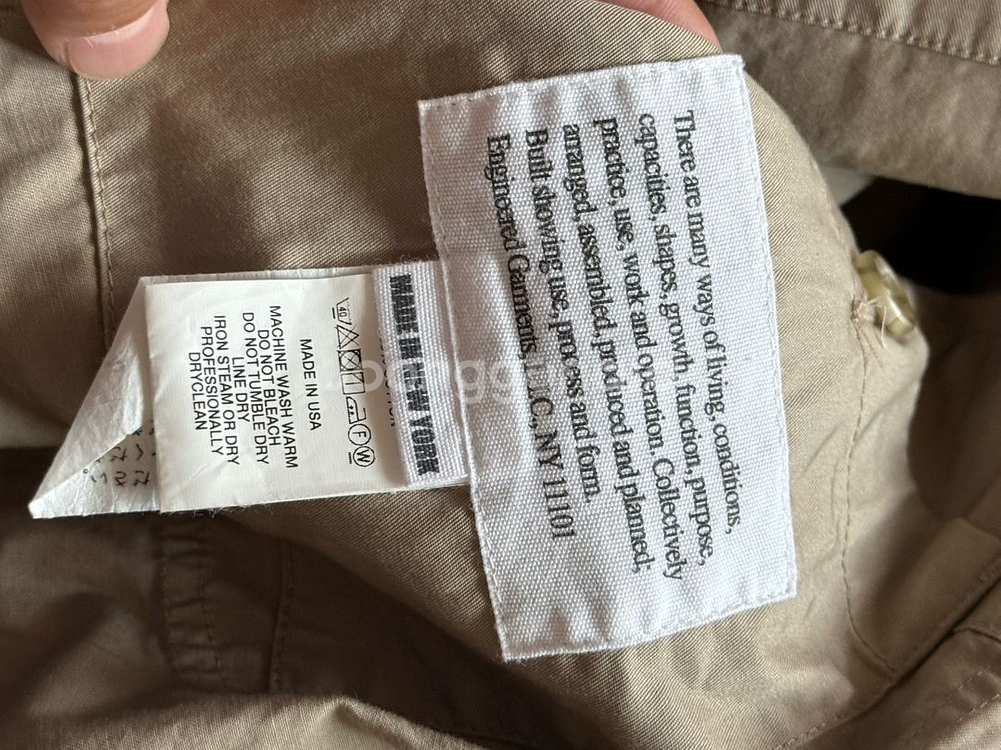 There are many ways of living, conditions,
capacities, shapes, growth, function, purpose,
practice, use, work and operation. Collectively
arranged, assembled, produced and planned;
Built showing use, process and form.
Engineered Garments, LLC., NY 11101
MADE IN NEW YORK
40
F
W
MADE IN USA
MACHINE WASH WARM
DO NOT BLEACH
DO NOT TUMBLE DRY
LINE DRY
IRON STEAM OR DRY
PROFESSIONALLY
DRYCLEAN